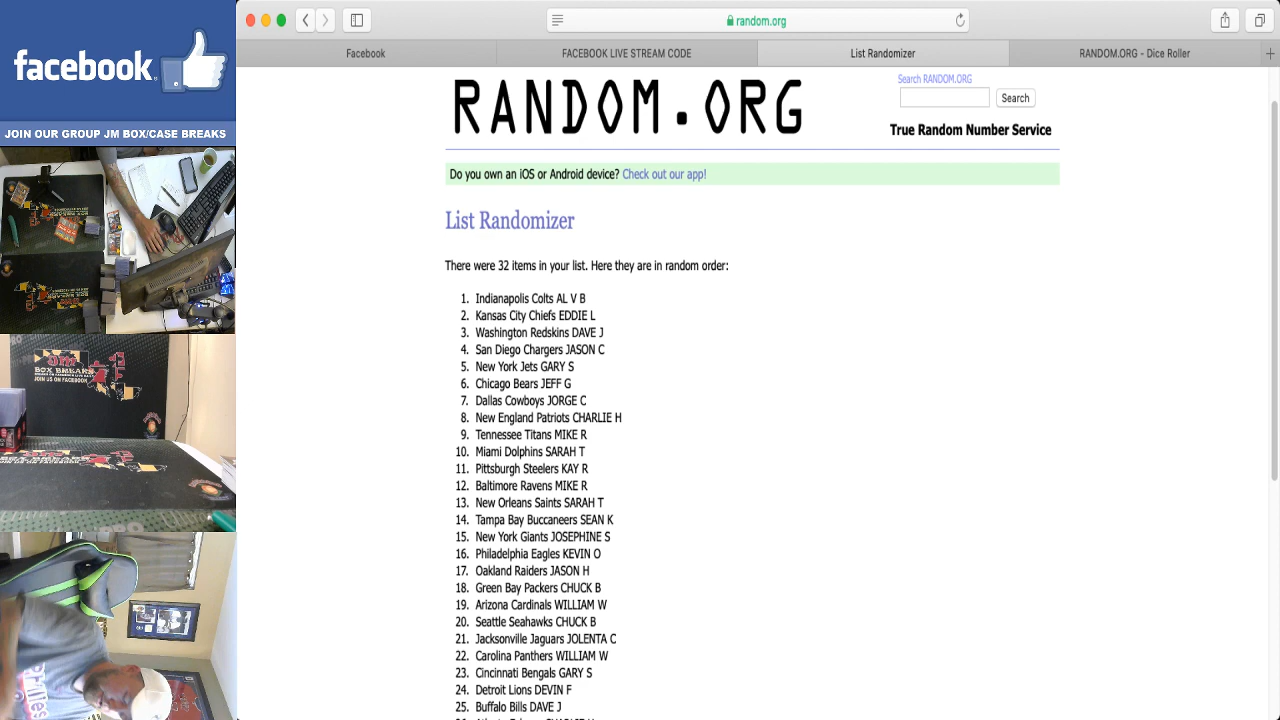 facebook.
JOIN OUR GROUP JM BOX/CASE BREAKS
BOX BREAKS
JOIN US ON FACEBOOK
random.org
Facebook
FACEBOOK LIVE STREAM CODE
List Randomizer
RANDOM.ORG - Dice Roller
RANDOM.ORG
Search RANDOM.ORG
Search
True Random Number Service
Do you own an iOS or Android device? Check out our app!
List Randomizer
There were 32 items in your list. Here they are in random order:
1. Indianapolis Colts AL V B
2. Kansas City Chiefs EDDIE L
3. Washington Redskins DAVE J
4. San Diego Chargers JASON C
5. New York Jets GARY S
6. Chicago Bears JEFF G
7. Dallas Cowboys JORGE C
8. New England Patriots CHARLIE H
9. Tennessee Titans MIKE R
10. Miami Dolphins SARAH T
11. Pittsburgh Steelers KAY R
12. Baltimore Ravens MIKE R
13. New Orleans Saints SARAH T
14. Tampa Bay Buccaneers SEAN K
15. New York Giants JOSEPHINE S
16. Philadelphia Eagles KEVIN O
17. Oakland Raiders JASON H
18. Green Bay Packers CHUCK B
19. Arizona Cardinals WILLIAM W
20. Seattle Seahawks CHUCK B
21. Jacksonville Jaguars JOLENTA C
22. Carolina Panthers WILLIAM W
23. Cincinnati Bengals GARY S
24. Detroit Lions DEVIN F
25. Buffalo Bills DAVE J